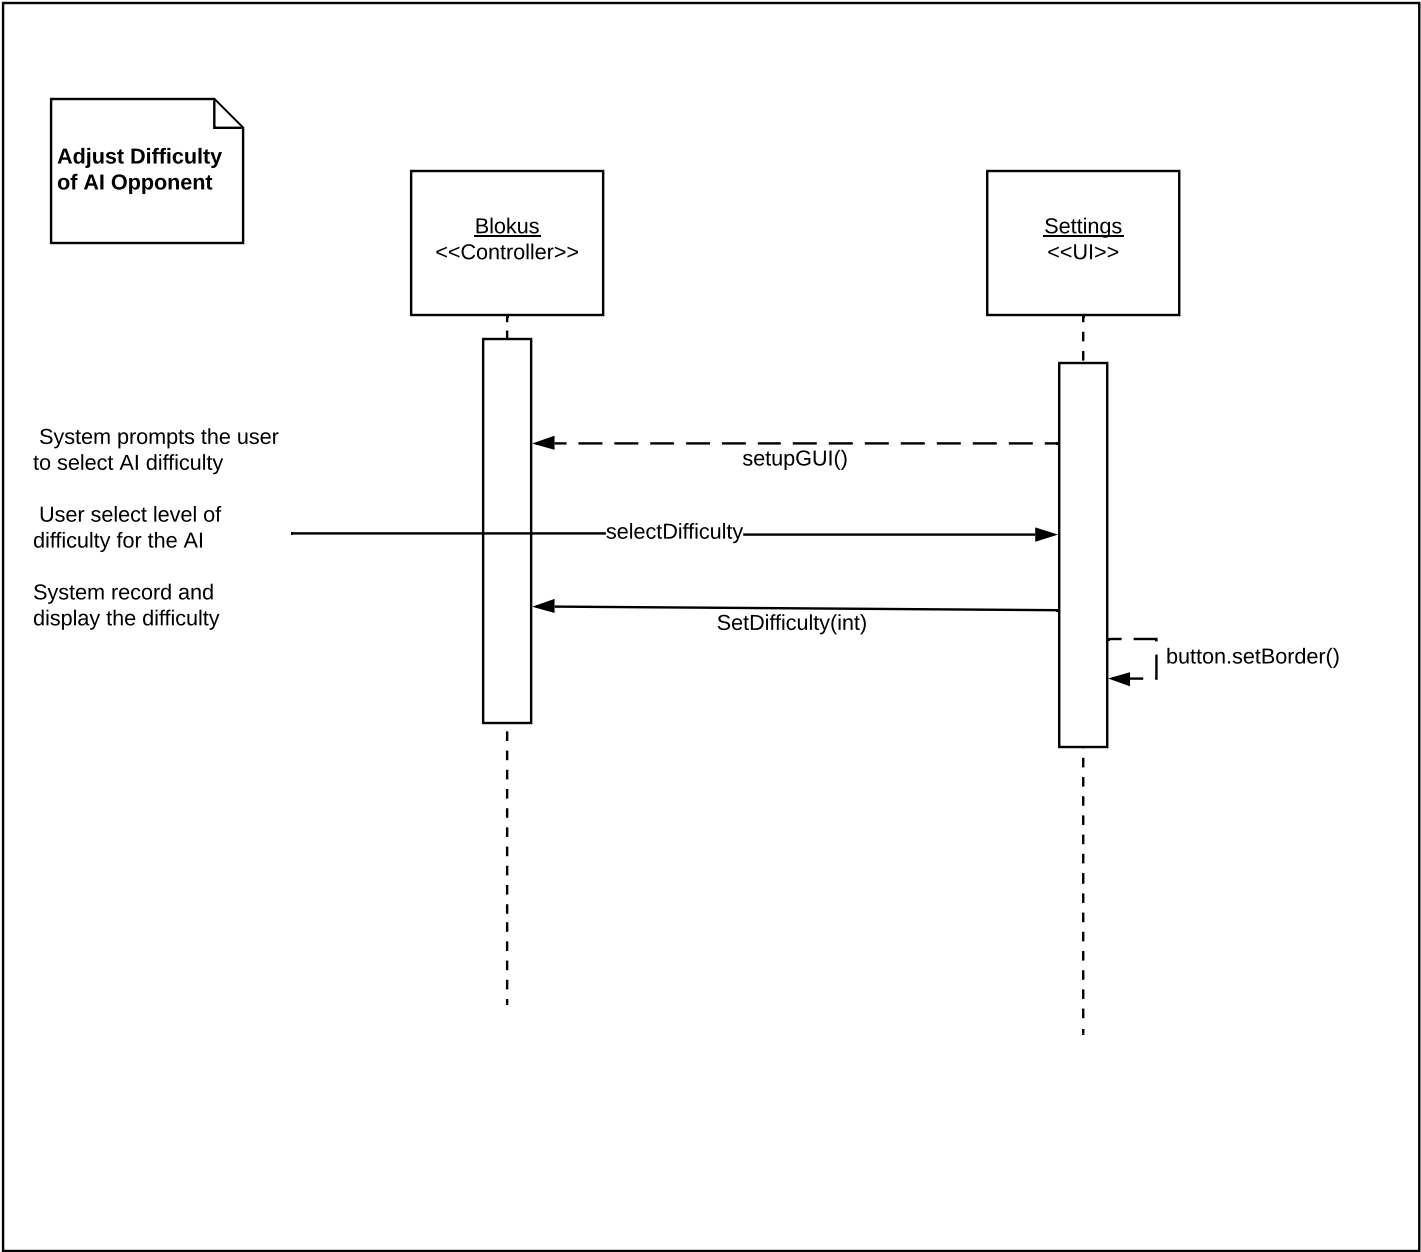 Adjust Difficulty
of AI Opponent
Blokus
<<Controller>>
Settings
<<UI>>
System prompts the user
to select AI difficulty
setupGUI()
User select level of
difficulty for the AI
selectDifficulty
System record and
display the difficulty
SetDifficulty(int)
button.setBorder()